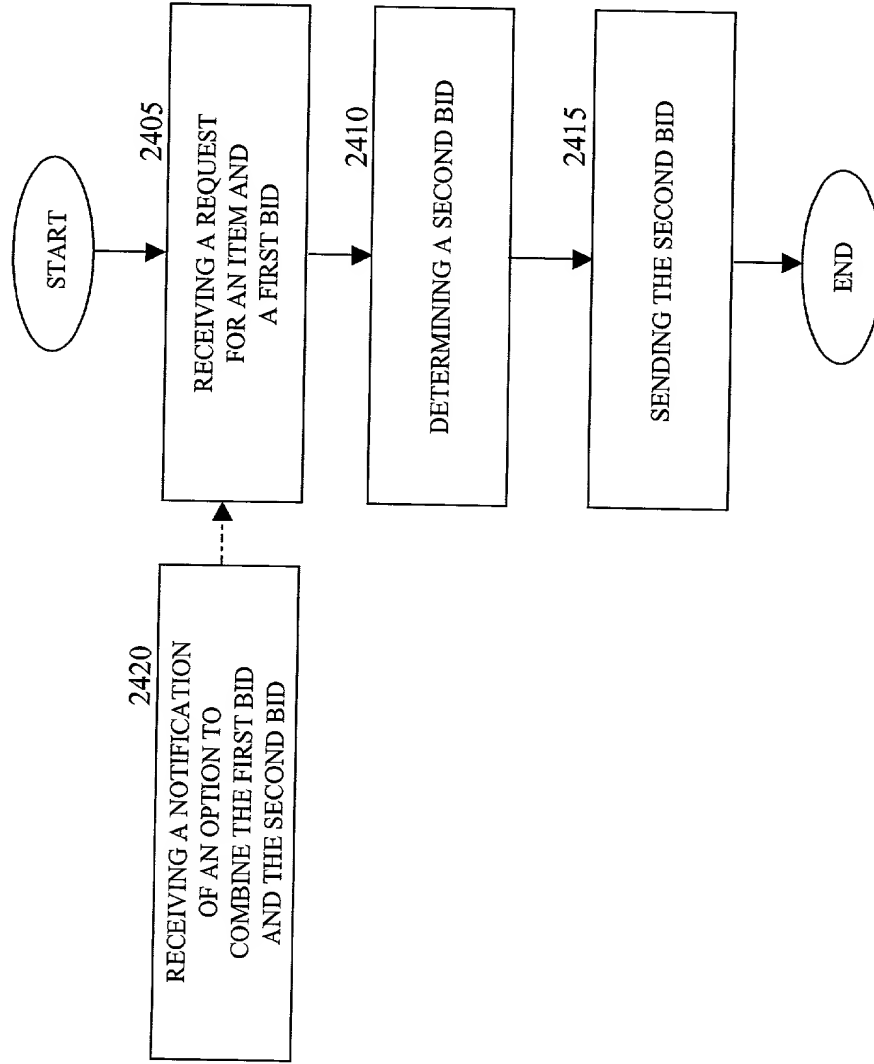 START
2405
RECEIVING A REQUEST
FOR AN ITEM AND
A FIRST BID
2410
DETERMINING A SECOND BID
2415
SENDING THE SECOND BID
END
2420
RECEIVING A NOTIFICATION
OF AN OPTION TO
COMBINE THE FIRST BID
AND THE SECOND BID